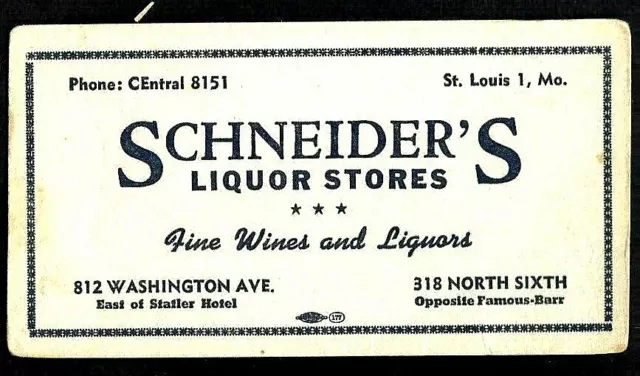 Phone: CEntral 8151
St. Louis 1, Mo.
SCHNEIDER'S
LIQUOR STORES
★ ★ ★
Fine Wines and Liquors
812 WASHINGTON AVE.
East of Statler Hotel
318 NORTH SIXTH
Opposite Famous-Barr
177